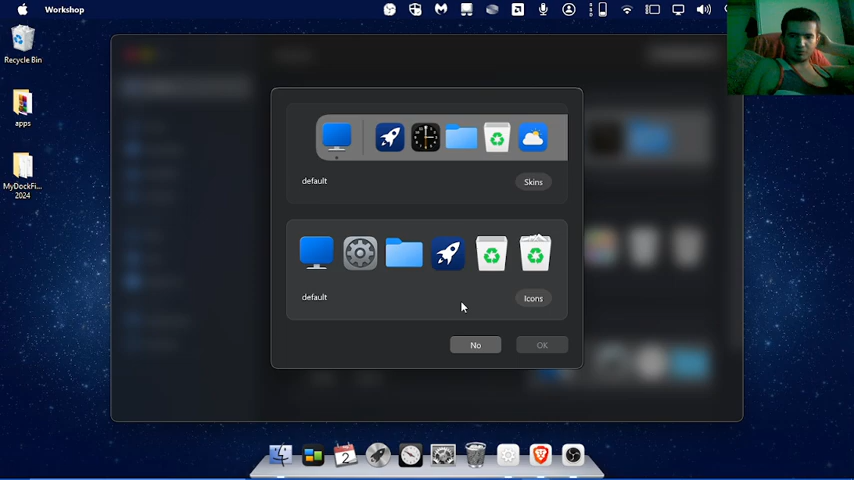 Workshop
Recycle Bin
apps
MyDockFi...
2024
default
Skins
default
Icons
No
OK
2